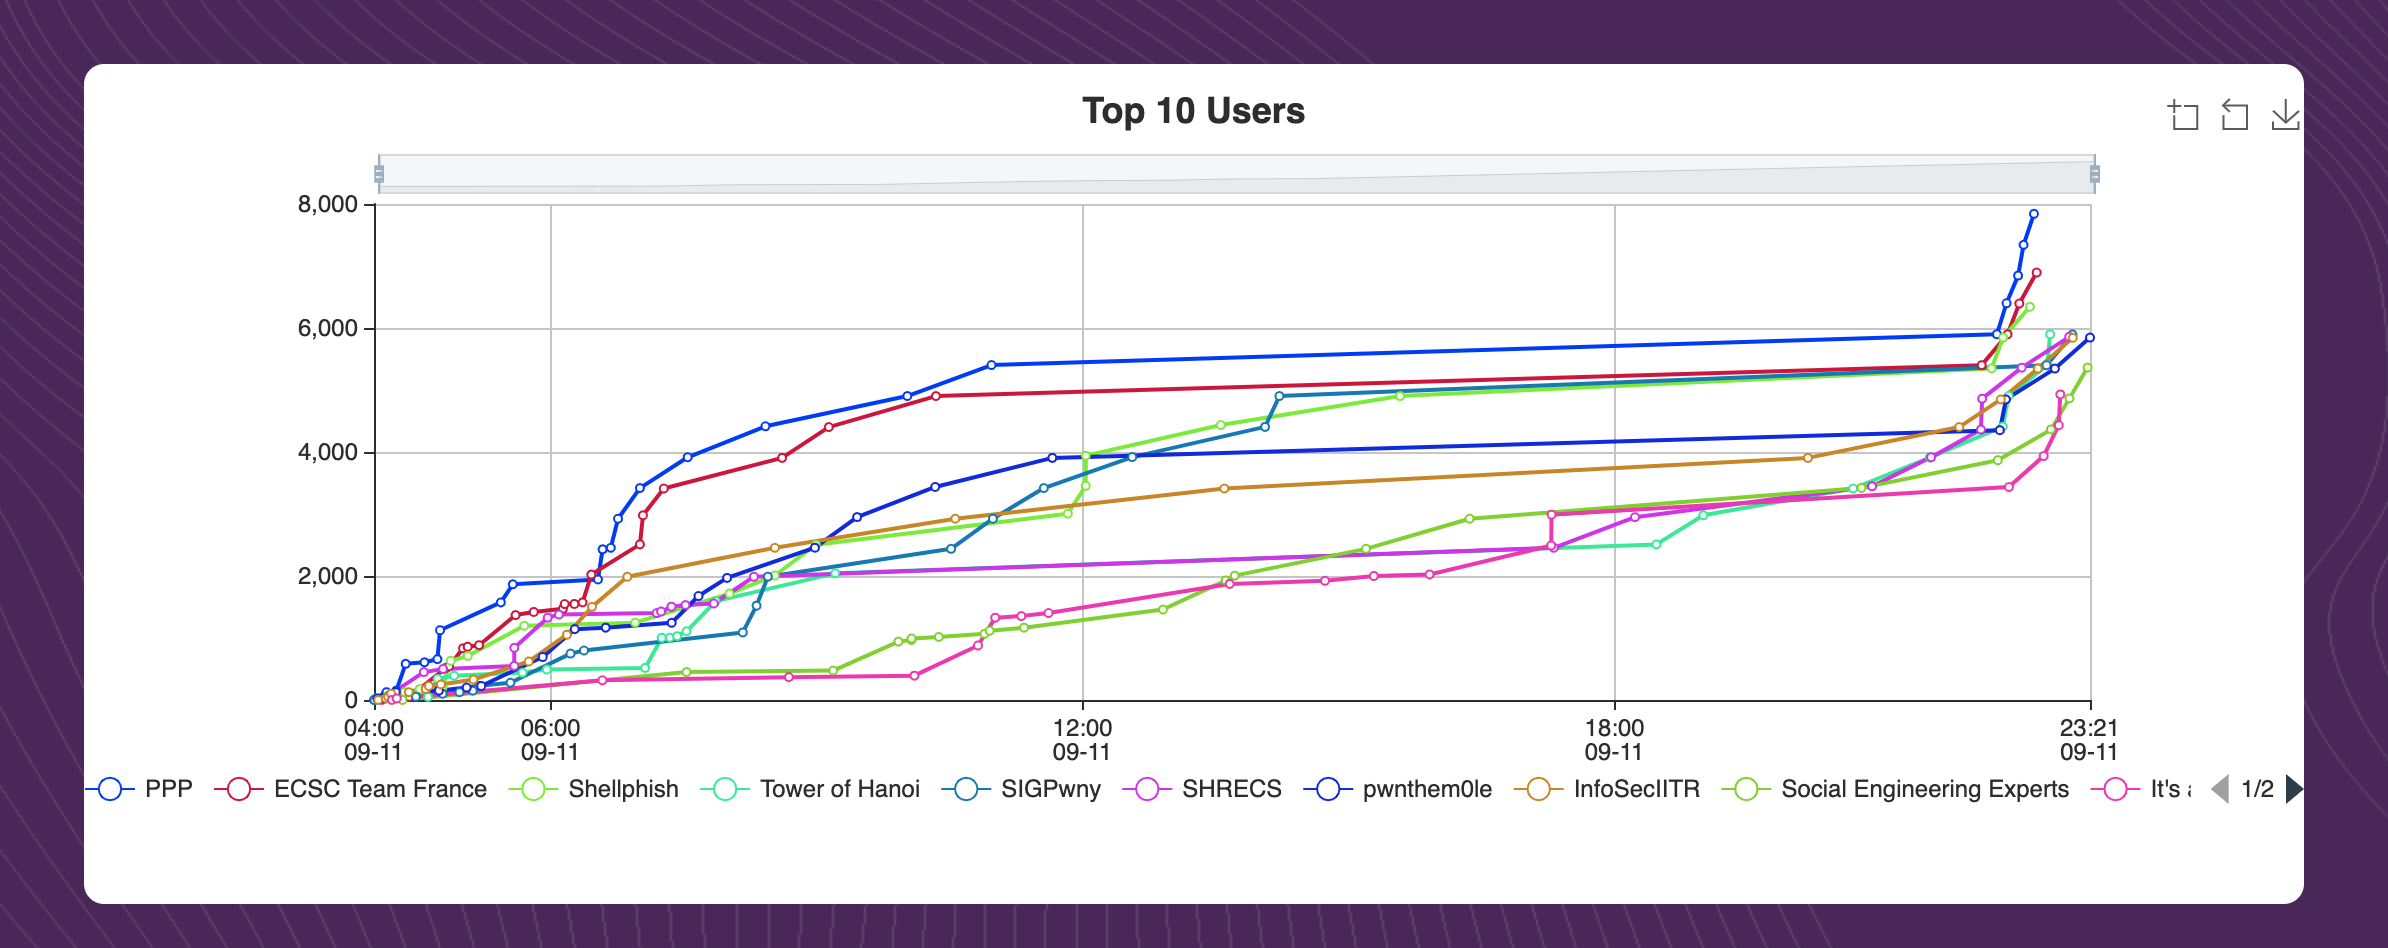 Top 10 Users
8,000
6,000
4,000
2,000
0
04:00 06:00 12:00 18:00 23:21
09-11 09-11 09-11 09-11 09-11
PPP ECSC Team France Shellphish Tower of Hanoi SIGPwny SHRECS pwnthem0le InfoSecIITR Social Engineering Experts It's 1/2